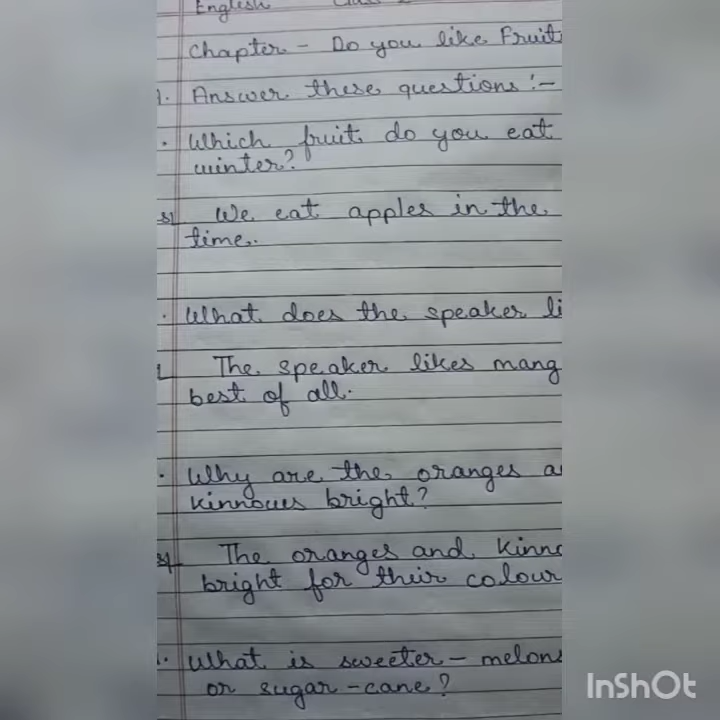 English
Chapter - Do you like Fruit
Answer these questions :-
Which fruit do you eat
winter?
We eat apples in the
time.
What does the speaker li
The speaker likes mang
best of all.
Why are the oranges a
kinnows bright?
The oranges and kinno
bright for their colour
What is sweeter - melons
or sugar-cane?
InShOt